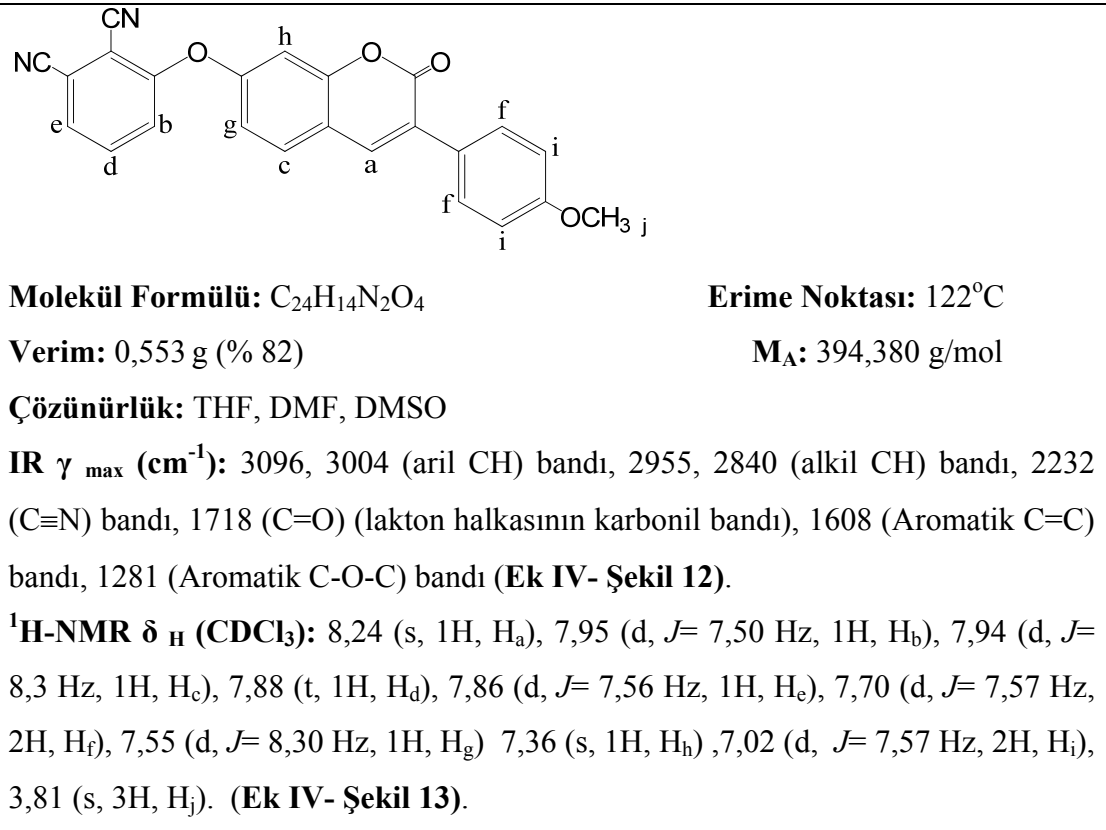 CN
NC
O
h
O
O
f
e
b
g
i
d
c
a
f
OCH3 j
i
Molekül Formülü: C24H14N2O4 Erime Noktası: 122°C
Verim: 0,553 g (% 82) MA: 394,380 g/mol
Çözünürlük: THF, DMF, DMSO
IR γ max (cm-1): 3096, 3004 (aril CH) bandı, 2955, 2840 (alkil CH) bandı, 2232
(C≡N) bandı, 1718 (C=O) (lakton halkasının karbonil bandı), 1608 (Aromatik C=C)
bandı, 1281 (Aromatik C-O-C) bandı (Ek IV- Şekil 12).
1H-NMR δ H (CDCl3): 8,24 (s, 1H, Ha), 7,95 (d, J= 7,50 Hz, 1H, Hb), 7,94 (d, J=
8,3 Hz, 1H, Hc), 7,88 (t, 1H, Hd), 7,86 (d, J= 7,56 Hz, 1H, He), 7,70 (d, J= 7,57 Hz,
2H, Hf), 7,55 (d, J= 8,30 Hz, 1H, Hg) 7,36 (s, 1H, Hh) ,7,02 (d, J= 7,57 Hz, 2H, Hi),
3,81 (s, 3H, Hj). (Ek IV- Şekil 13).